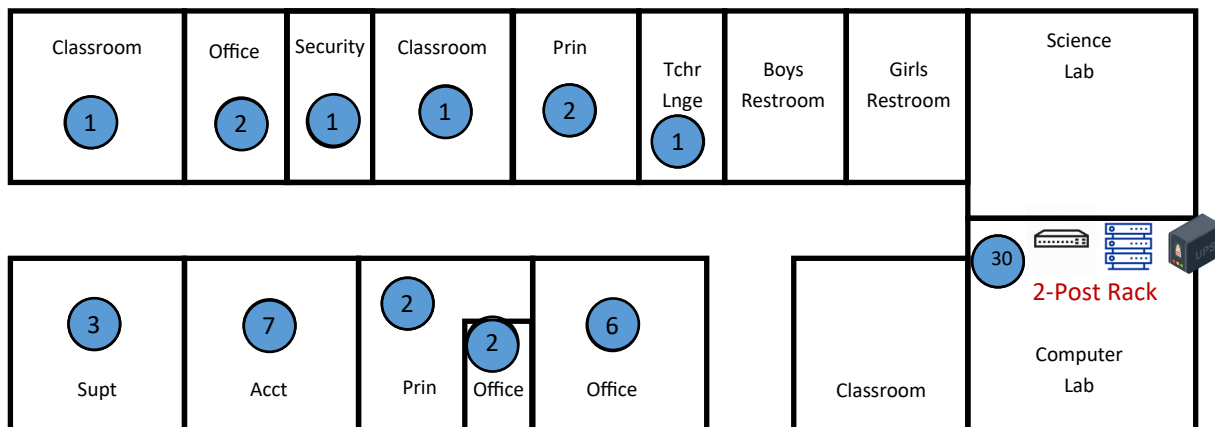 Classroom
1
Office
2
Security
1
Classroom
1
Prin
2
Tchr
Lnge
1
Boys
Restroom
Girls
Restroom
Science
Lab
3
Supt
7
Acct
2
Prin
2
Office
6
Office
Classroom
30
UPS
2-Post Rack
Computer
Lab